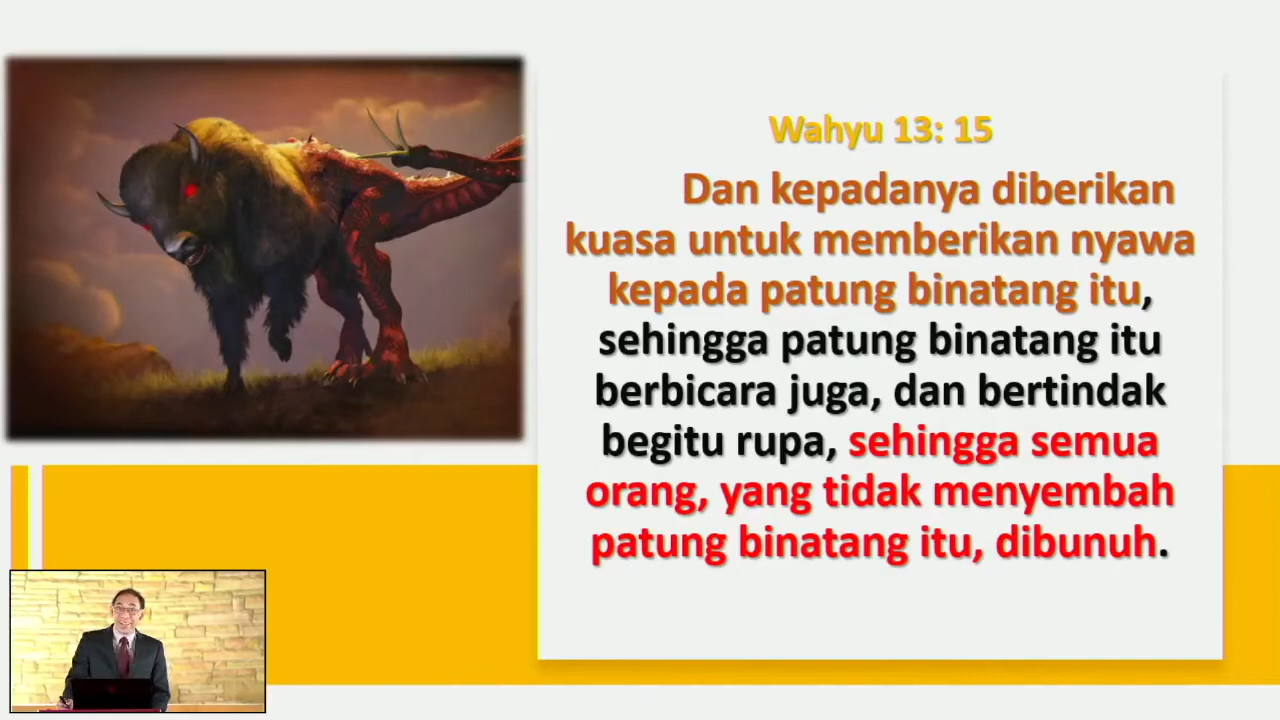 Wahyu 13: 15
Dan kepadanya diberikan
kuasa untuk memberikan nyawa
kepada patung binatang itu,
sehingga patung binatang itu
berbicara juga, dan bertindak
begitu rupa, sehingga semua
orang, yang tidak menyembah
patung binatang itu, dibunuh.